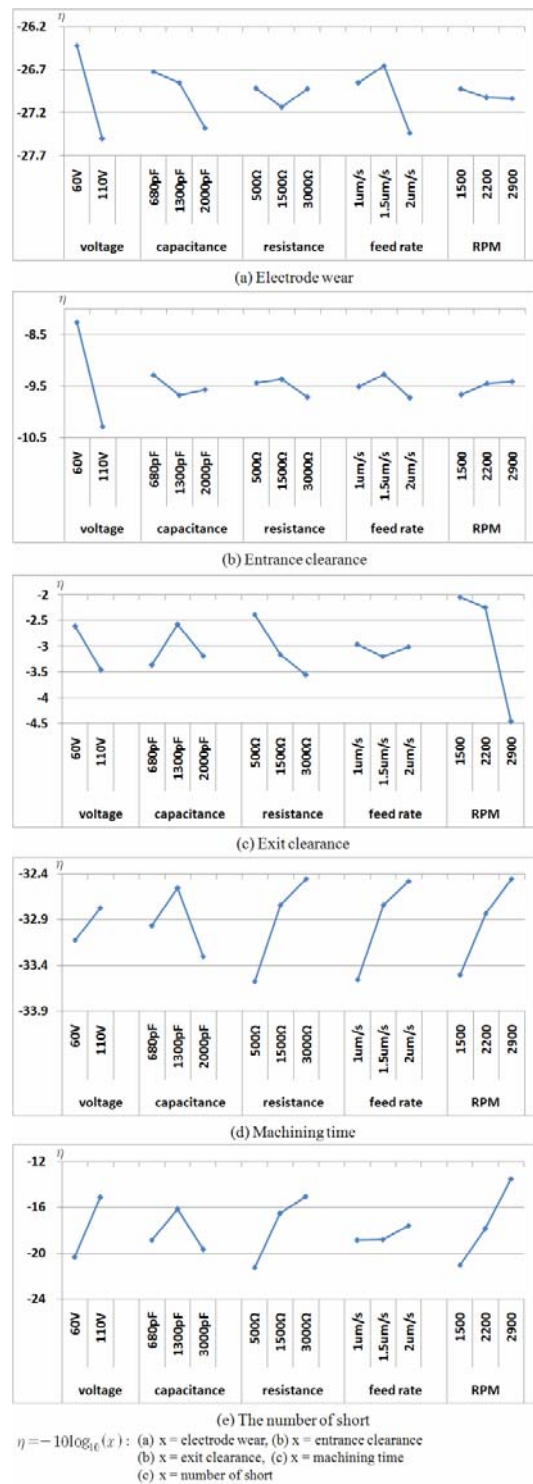 η
-26.2
-26.7
-27.2
-27.7
60V 110V 680pF 1300pF 2000pF 500Ω 1500Ω 3000Ω 1um/s 1.5um/s 2um/s 1500 2200 2900
voltage capacitance resistance feed rate RPM
(a) Electrode wear
η
-8.5
-9.5
-10.5
60V 110V 680pF 1300pF 2000pF 500Ω 1500Ω 3000Ω 1um/s 1.5um/s 2um/s 1500 2200 2900
voltage capacitance resistance feed rate RPM
(b) Entrance clearance
η
-2
-2.5
-3
-3.5
-4
-4.5
60V 110V 680pF 1300pF 2000pF 500Ω 1500Ω 3000Ω 1um/s 1.5um/s 2um/s 1500 2200 2900
voltage capacitance resistance feed rate RPM
(c) Exit clearance
η
-32.4
-32.9
-33.4
-33.9
60V 110V 680pF 1300pF 2000pF 500Ω 1500Ω 3000Ω 1um/s 1.5um/s 2um/s 1500 2200 2900
voltage capacitance resistance feed rate RPM
(d) Machining time
η
-12
-16
-20
-24
60V 110V 680pF 1300pF 3000pF 500Ω 1500Ω 3000Ω 1um/s 1.5um/s 2um/s 1500 2200 2900
voltage capacitance resistance feed rate RPM
(e) The number of short
η=−10log₁₀(x) : (a) x = electrode wear, (b) x = entrance clearance
(b) x = exit clearance, (c) x = machining time
(c) x = number of short